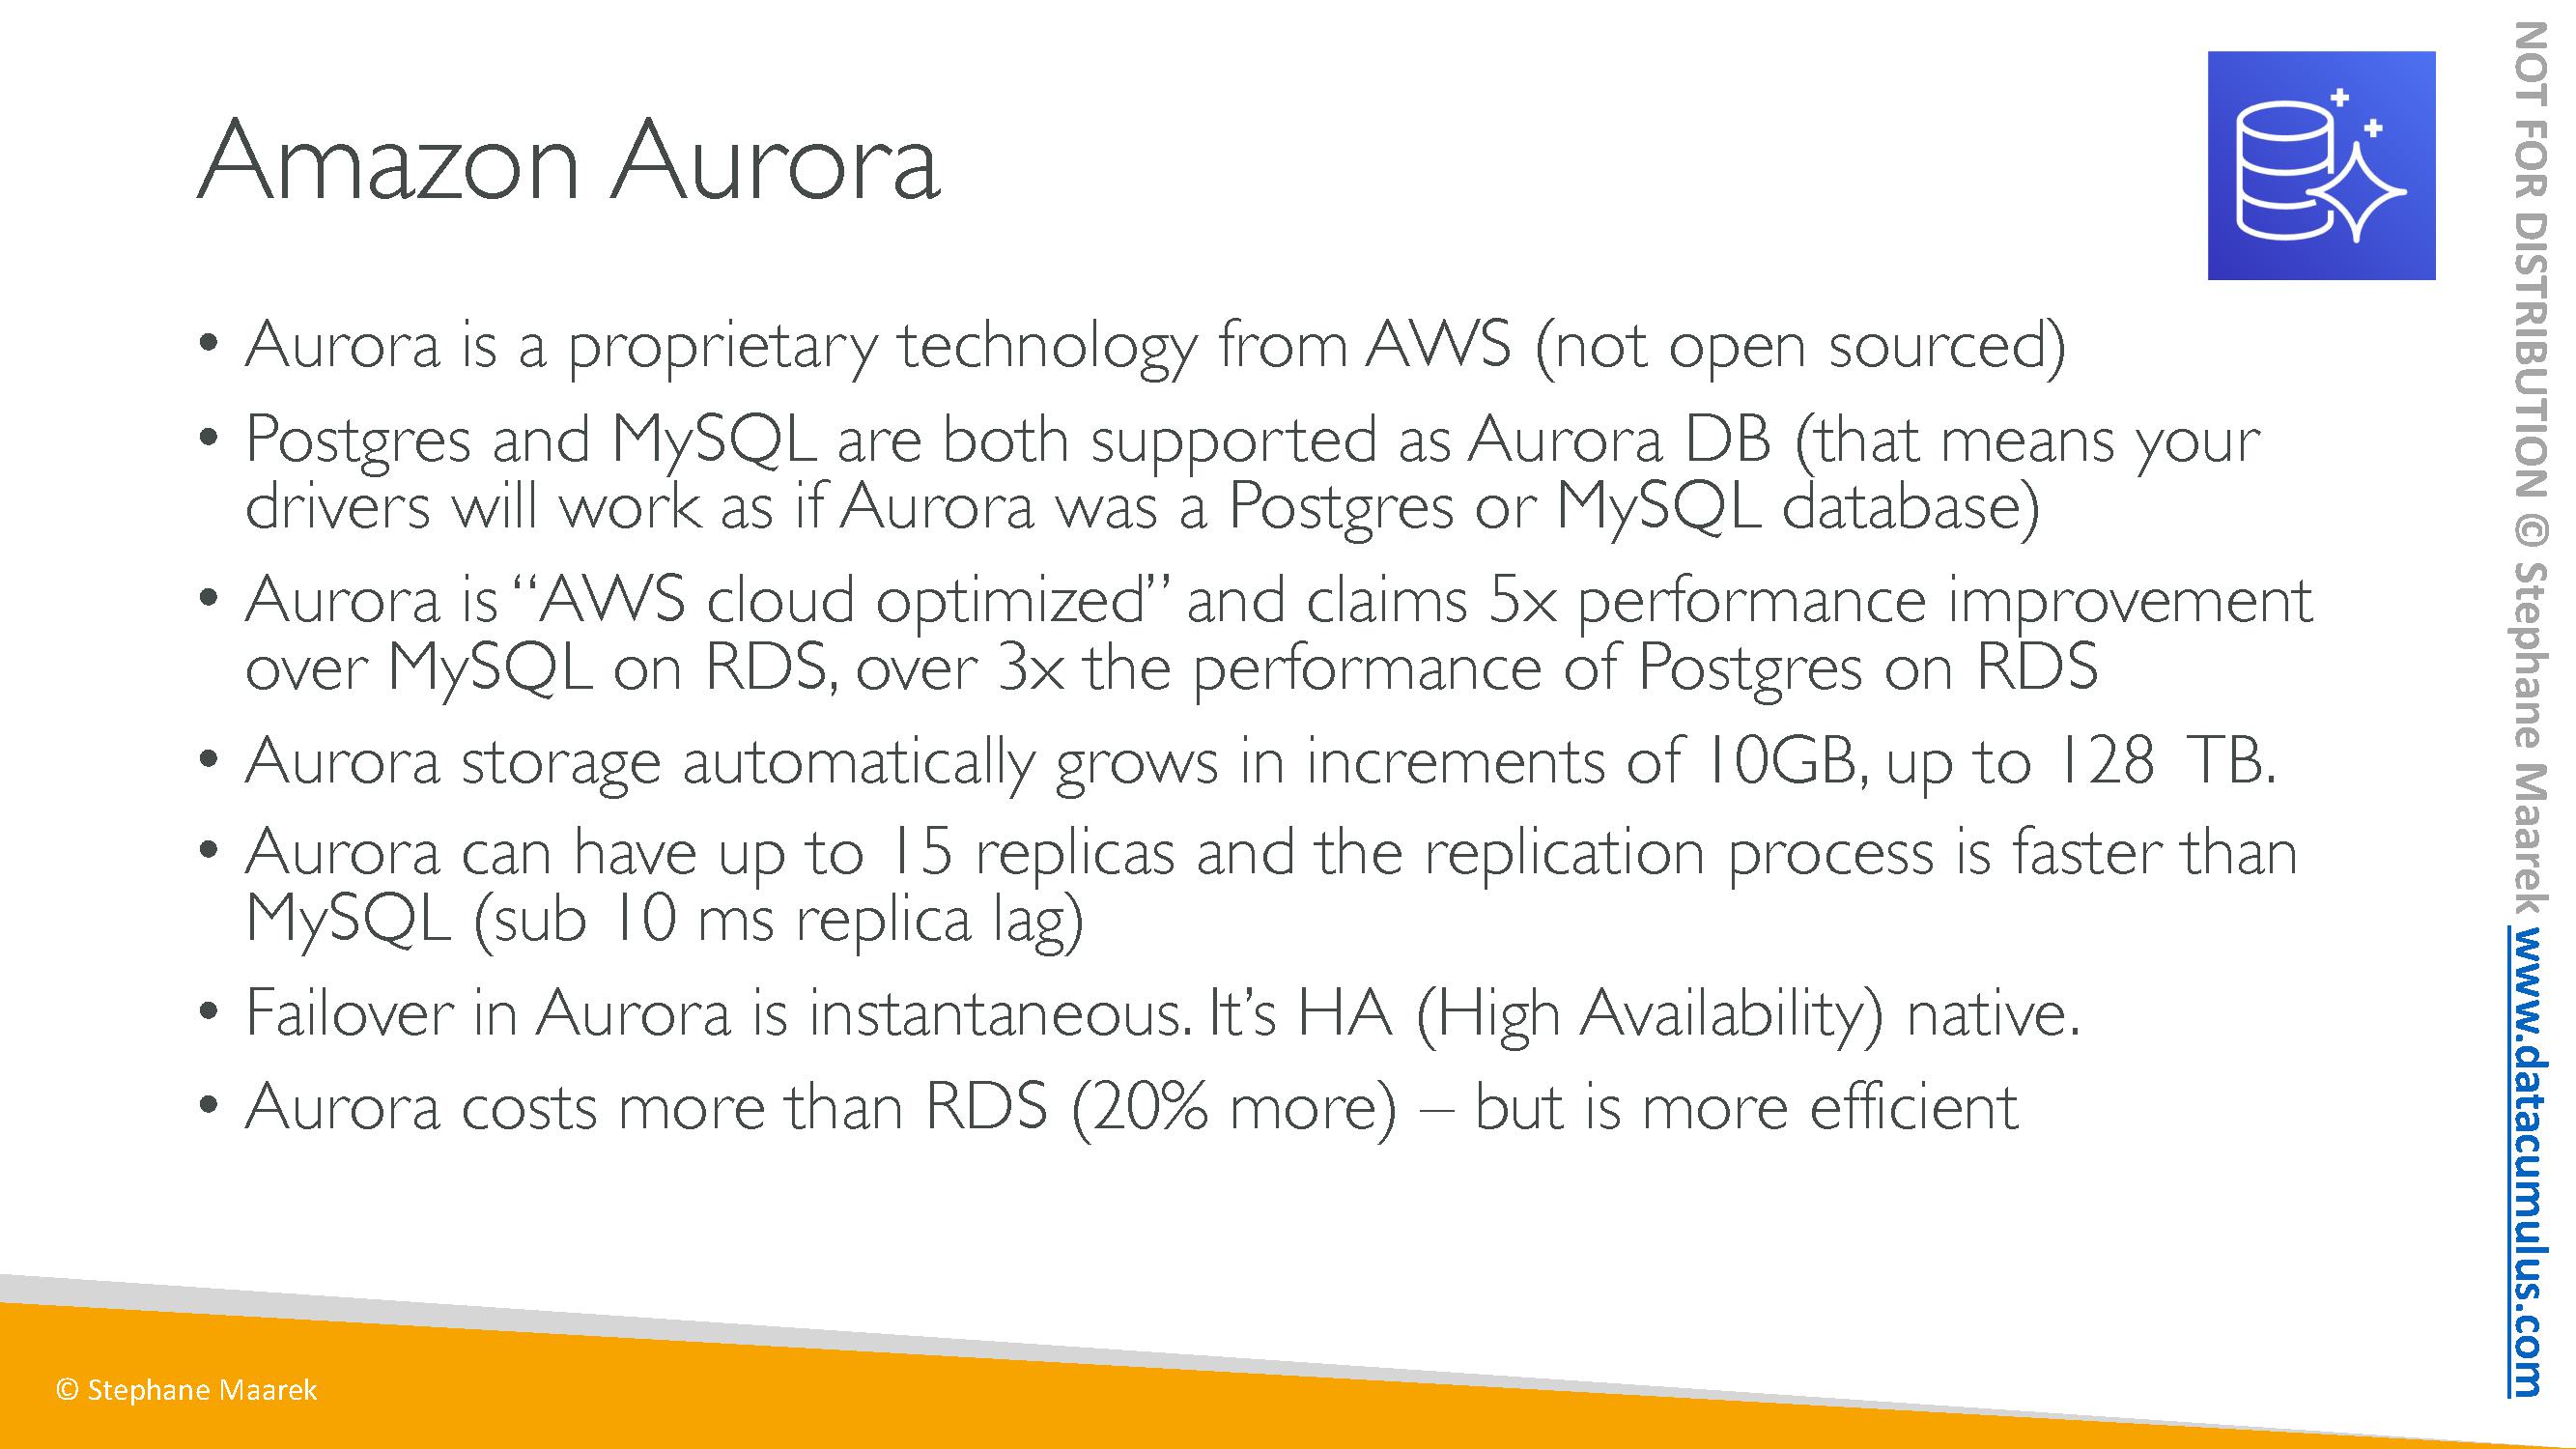 Amazon Aurora
• Aurora is a proprietary technology from AWS (not open sourced)
• Postgres and MySQL are both supported as Aurora DB (that means your
drivers will work as if Aurora was a Postgres or MySQL database)
• Aurora is “AWS cloud optimized” and claims 5x performance improvement
over MySQL on RDS, over 3x the performance of Postgres on RDS
• Aurora storage automatically grows in increments of 10GB, up to 128 TB.
• Aurora can have up to 15 replicas and the replication process is faster than
MySQL (sub 10 ms replica lag)
• Failover in Aurora is instantaneous. It’s HA (High Availability) native.
• Aurora costs more than RDS (20% more) – but is more efficient
© Stephane Maarek
NOT FOR DISTRIBUTION © Stephane Maarek www.datacumulus.com